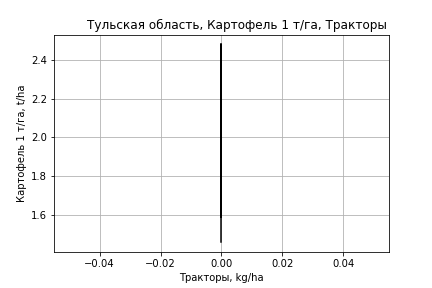 Тульская область, Картофель 1 т/га, Тракторы
Картофель 1 т/га, t/ha
2.4
2.2
2.0
1.8
1.6
−0.04 −0.02 0.00 0.02 0.04
Тракторы, kg/ha